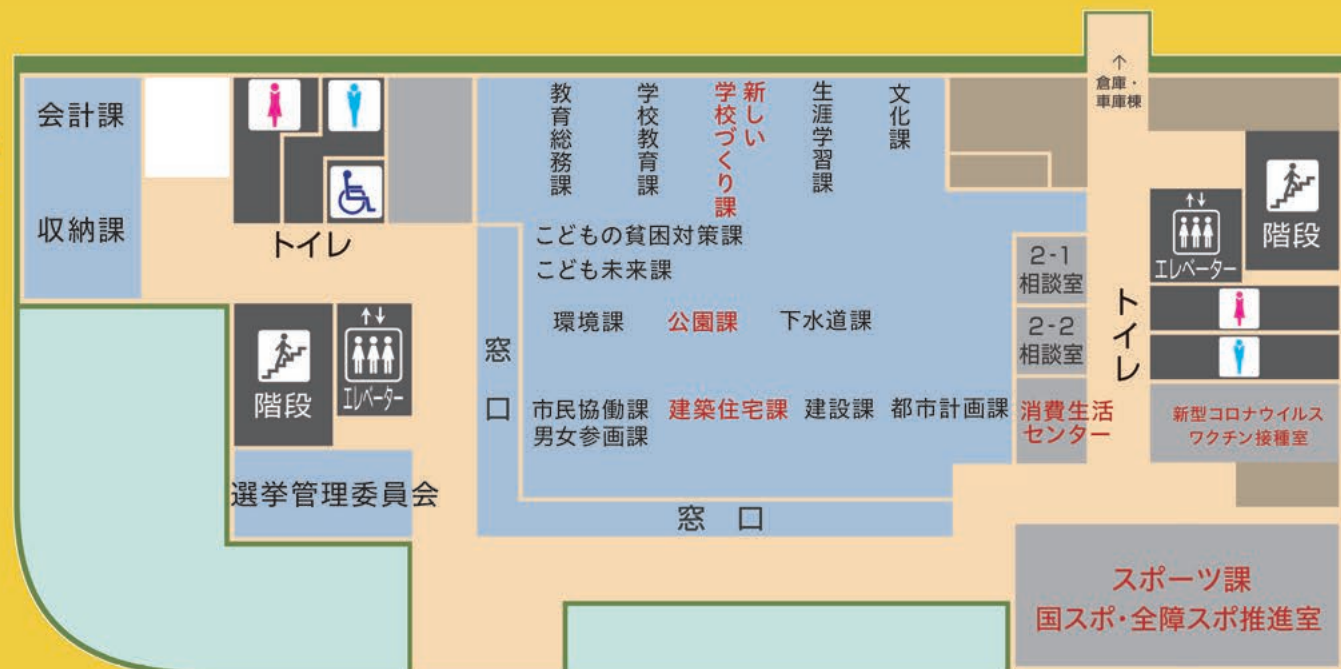 会計課
収納課
トイレ
階段
エレベーター
選挙管理委員会
教育総務課
学校教育課
新しい
学校づくり課
生涯学習課
文化課
こどもの貧困対策課
こども未来課
環境課 公園課 下水道課
窓口
市民協働課 建築住宅課 建設課 都市計画課
男女参画課
窓 口
2-1
相談室
2-2
相談室
消費生活
センター
↑
倉庫・
車庫棟
階段
エレベーター
トイレ
新型コロナウイルス
ワクチン接種室
スポーツ課
国スポ・全障スポ推進室